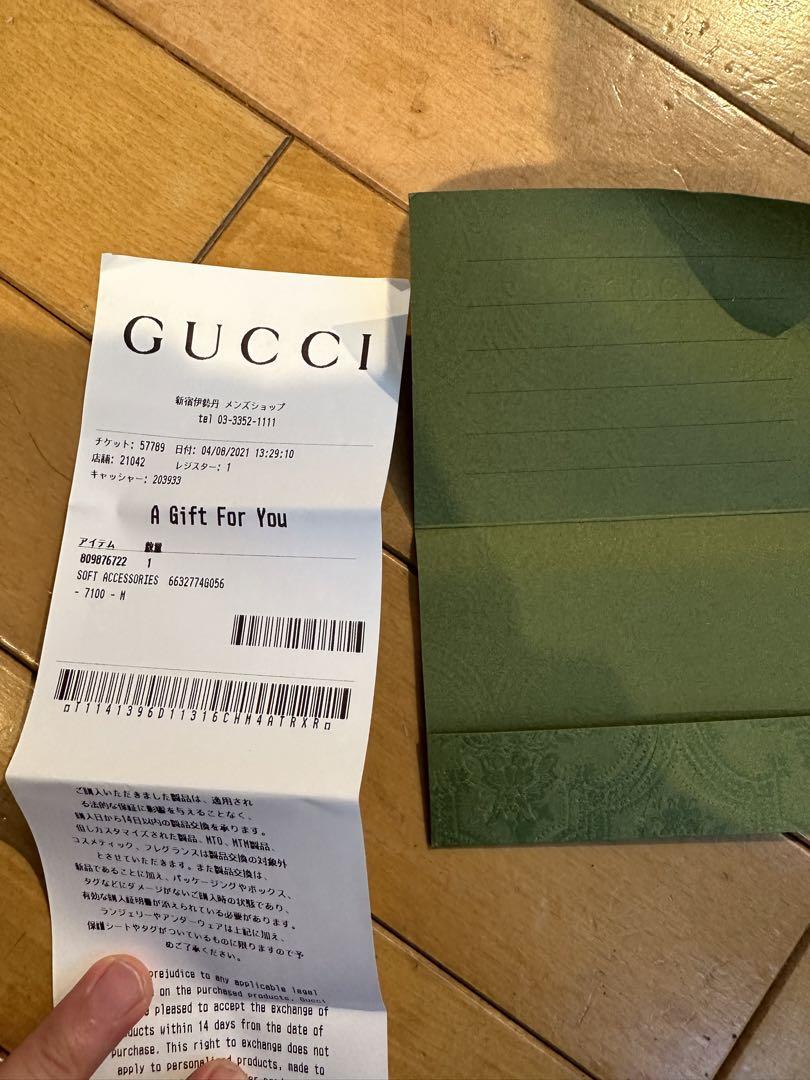 GUCCI
新宿伊勢丹 メンズショップ
tel 03-3352-1111
チケット: 57789 日付: 04/08/2021 13:29:10
店舗: 21042 レジスター: 1
キャッシャー: 203933
A Gift For You
アイテム 数量
809876722 1
SOFT ACCESSORIES 6632774G056
- 7100 - M
T1141396D11316CHM4ATRXR
ご購入いただきました製品は、適用され
る法的な保証に影響を与えることなく、
購入日から14日以内の製品交換を承ります。
但しカスタマイズされた製品、MTO、MTM製品、
コスメティック、フレグランスは製品交換の対象外
とさせていただきます。また製品交換は、
新品であることに加え、パッケージングやボックス、
タグなどにダメージがないご購入時の状態であり、
有効な購入証明書が添えられている必要があります。
ランジェリーやアンダーウェアは上記に加え、
保護シートやタグがついているものに限りますので予
めご了承ください。
prejudice to any applicable legal
on the purchased products, Gucci
pleased to accept the exchange of
products within 14 days from the date of
purchase. This right to exchange does not
apply to personalised products, made to